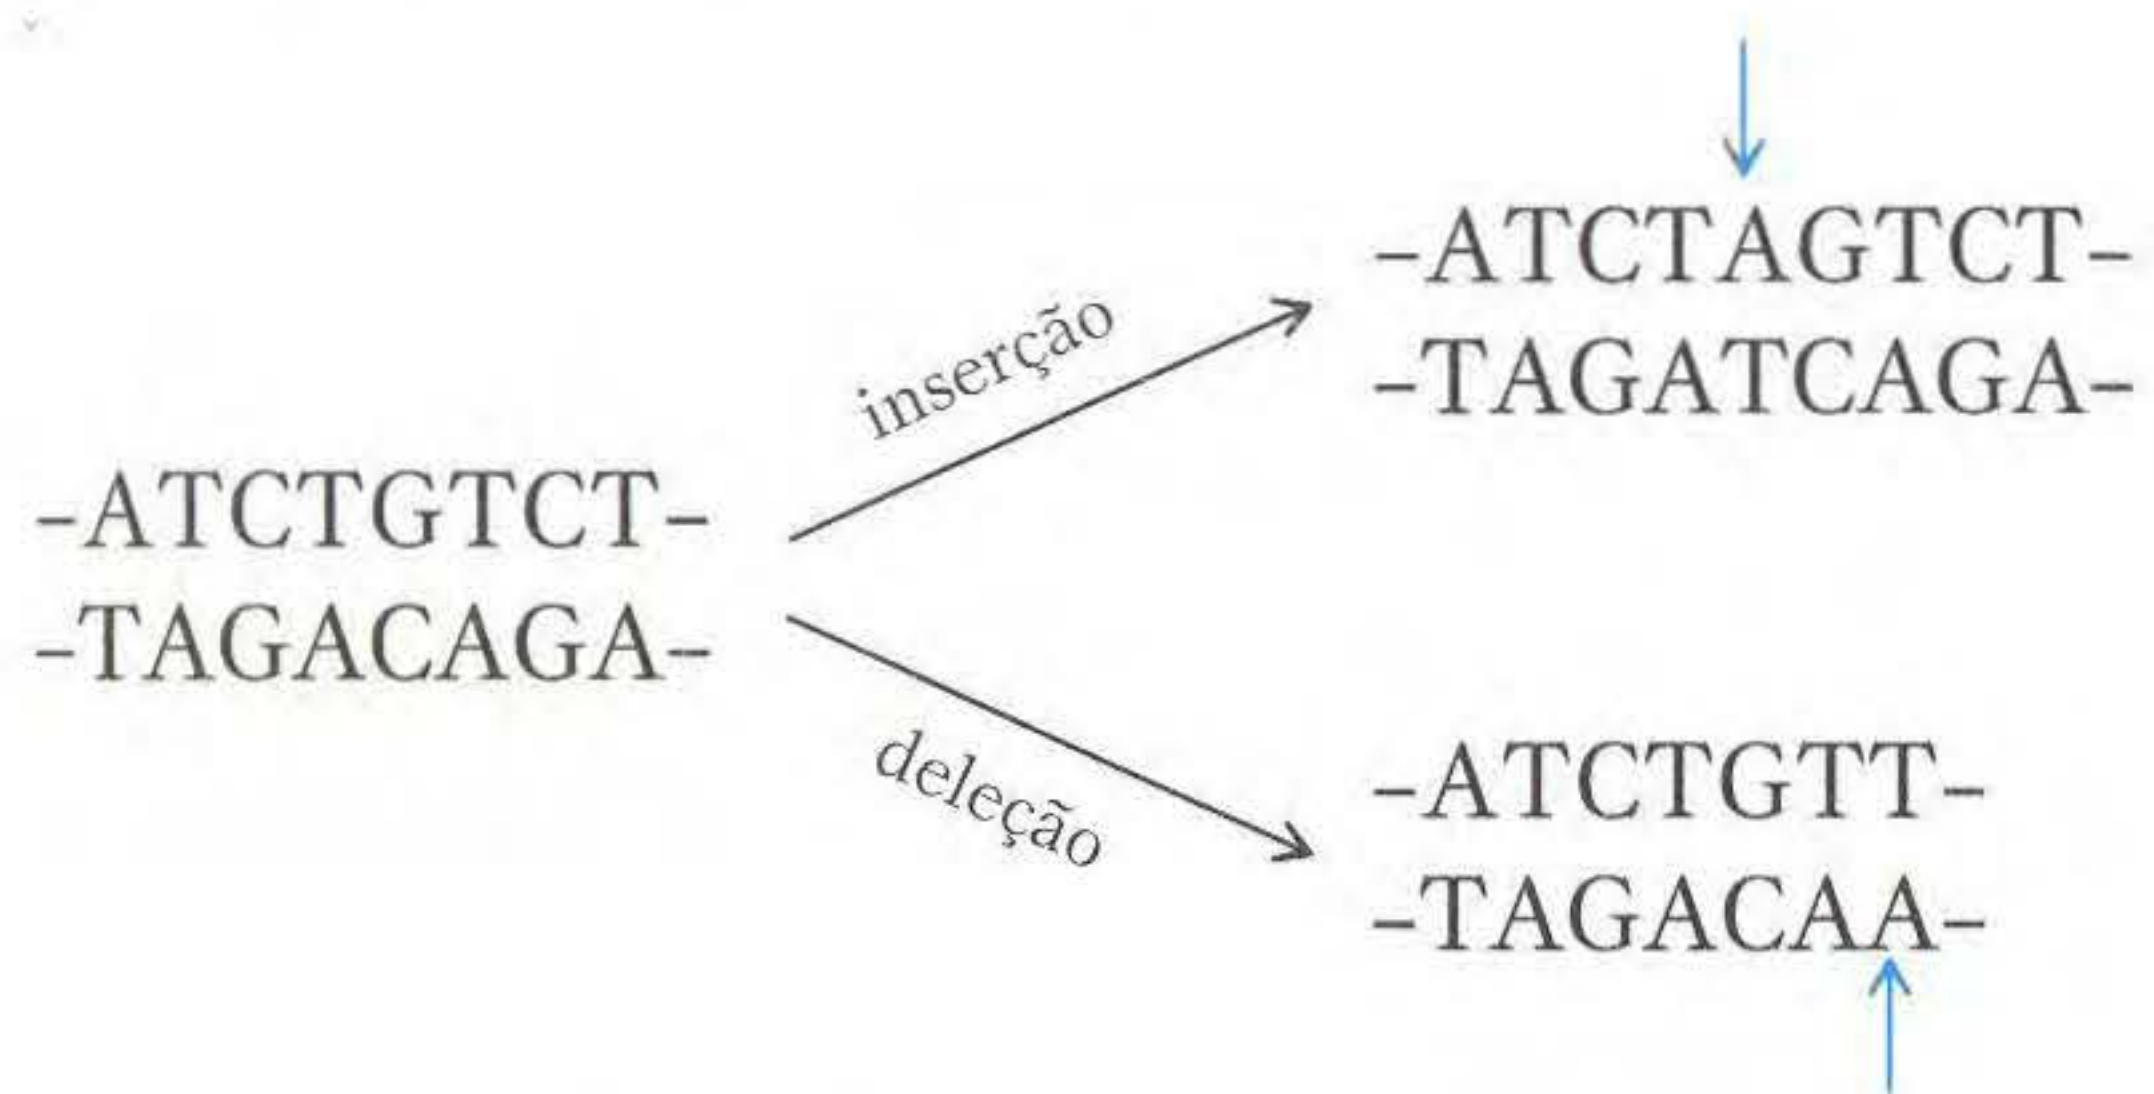 –ATCTAGTCT–
–TAGATCAGA–
inserção
–ATCTGTCT–
–TAGACAGA–
deleção
–ATCTGTT–
–TAGACAA–